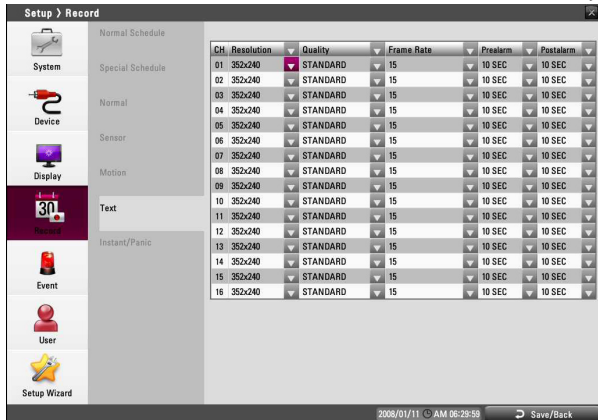 Setup > Record
System
Device
Display
30
Record
Event
User
Setup Wizard
Normal Schedule
Special Schedule
Normal
Sensor
Motion
Text
Instant/Panic
CH Resolution Quality Frame Rate Prealarm Postalarm
01 352x240 STANDARD 15 10 SEC 10 SEC
02 352x240 STANDARD 15 10 SEC 10 SEC
03 352x240 STANDARD 15 10 SEC 10 SEC
04 352x240 STANDARD 15 10 SEC 10 SEC
05 352x240 STANDARD 15 10 SEC 10 SEC
06 352x240 STANDARD 15 10 SEC 10 SEC
07 352x240 STANDARD 15 10 SEC 10 SEC
08 352x240 STANDARD 15 10 SEC 10 SEC
09 352x240 STANDARD 15 10 SEC 10 SEC
10 352x240 STANDARD 15 10 SEC 10 SEC
11 352x240 STANDARD 15 10 SEC 10 SEC
12 352x240 STANDARD 15 10 SEC 10 SEC
13 352x240 STANDARD 15 10 SEC 10 SEC
14 352x240 STANDARD 15 10 SEC 10 SEC
15 352x240 STANDARD 15 10 SEC 10 SEC
16 352x240 STANDARD 15 10 SEC 10 SEC
2008/01/11 AM 06:29:59 Save/Back